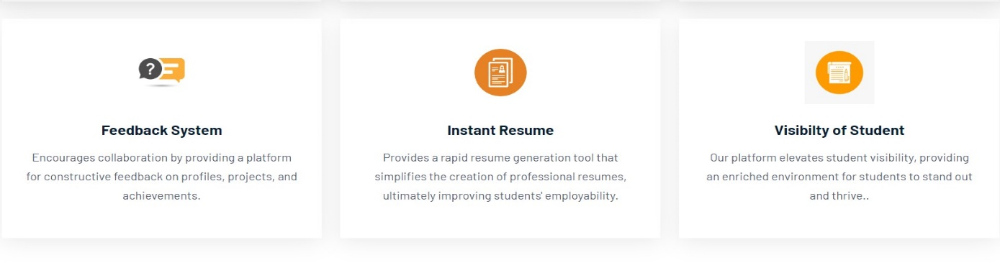 ?
Feedback System
Encourages collaboration by providing a platform
for constructive feedback on profiles, projects, and
achievements.
Instant Resume
Provides a rapid resume generation tool that
simplifies the creation of professional resumes,
ultimately improving students' employability.
Visibilty of Student
Our platform elevates student visibility, providing
an enriched environment for students to stand out
and thrive..